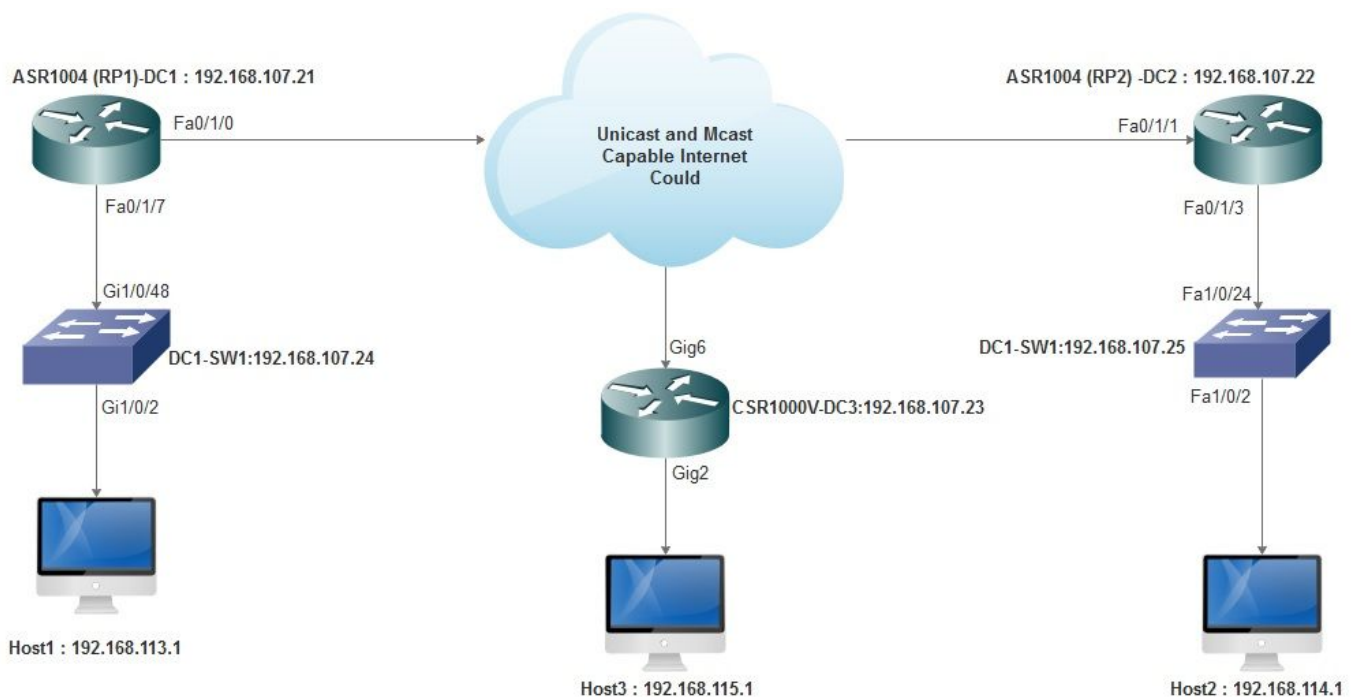 ASR1004 (RP1)-DC1 : 192.168.107.21
ASR1004 (RP2) -DC2 : 192.168.107.22
Fa0/1/0
Unicast and Mcast
Capable Internet
Could
Fa0/1/1
Fa0/1/7
Fa0/1/3
Gi1/0/48
Fa1/0/24
DC1-SW1:192.168.107.24
Gig6
DC1-SW1:192.168.107.25
Gi1/0/2
CSR1000V-DC3:192.168.107.23
Fa1/0/2
Gig2
Host1 : 192.168.113.1
Host3 : 192.168.115.1
Host2 : 192.168.114.1